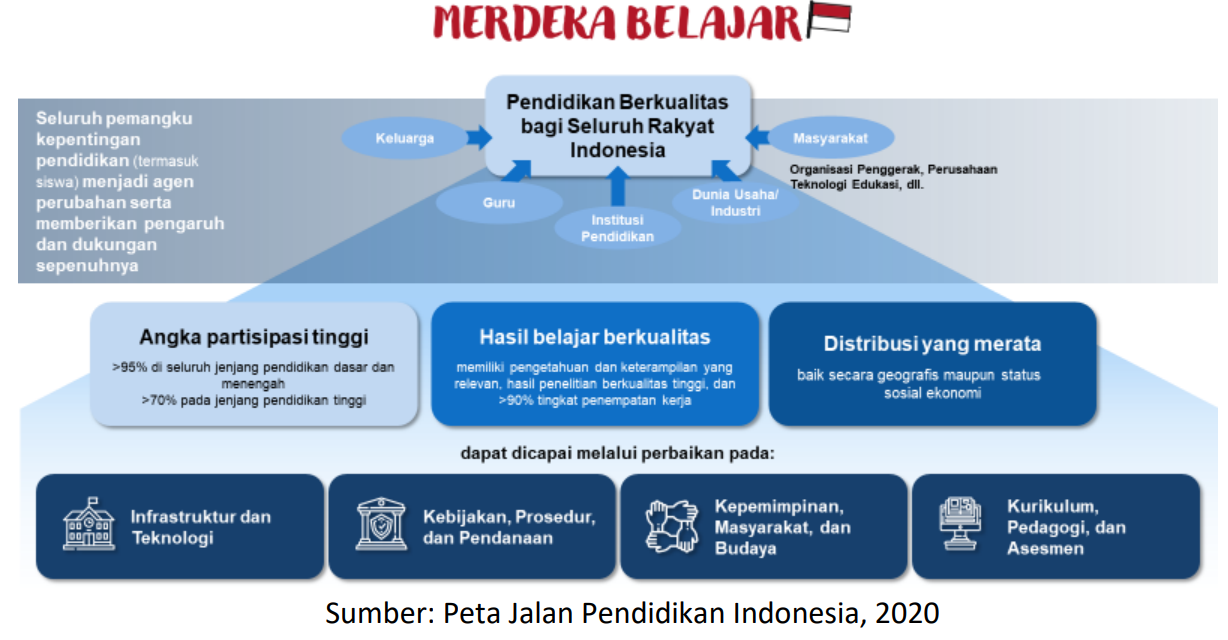 MERDEKA BELAJAR
Seluruh pemangku
kepentingan
pendidikan (termasuk
siswa) menjadi agen
perubahan serta
memberikan pengaruh
dan dukungan
sepenuhnya
Pendidikan Berkualitas
bagi Seluruh Rakyat
Indonesia
Keluarga
Guru
Institusi
Pendidikan
Dunia Usaha/
Industri
Masyarakat
Organisasi Penggerak, Perusahaan
Teknologi Edukasi, dll.
Angka partisipasi tinggi
>95% di seluruh jenjang pendidikan dasar dan
menengah
>70% pada jenjang pendidikan tinggi
Hasil belajar berkualitas
memiliki pengetahuan dan keterampilan yang
relevan, hasil penelitian berkualitas tinggi, dan
>90% tingkat penempatan kerja
Distribusi yang merata
baik secara geografis maupun status
sosial ekonomi
dapat dicapai melalui perbaikan pada:
Infrastruktur dan
Teknologi
Kebijakan, Prosedur,
dan Pendanaan
Kepemimpinan,
Masyarakat, dan
Budaya
Kurikulum,
Pedagogi, dan
Asesmen
Sumber: Peta Jalan Pendidikan Indonesia, 2020